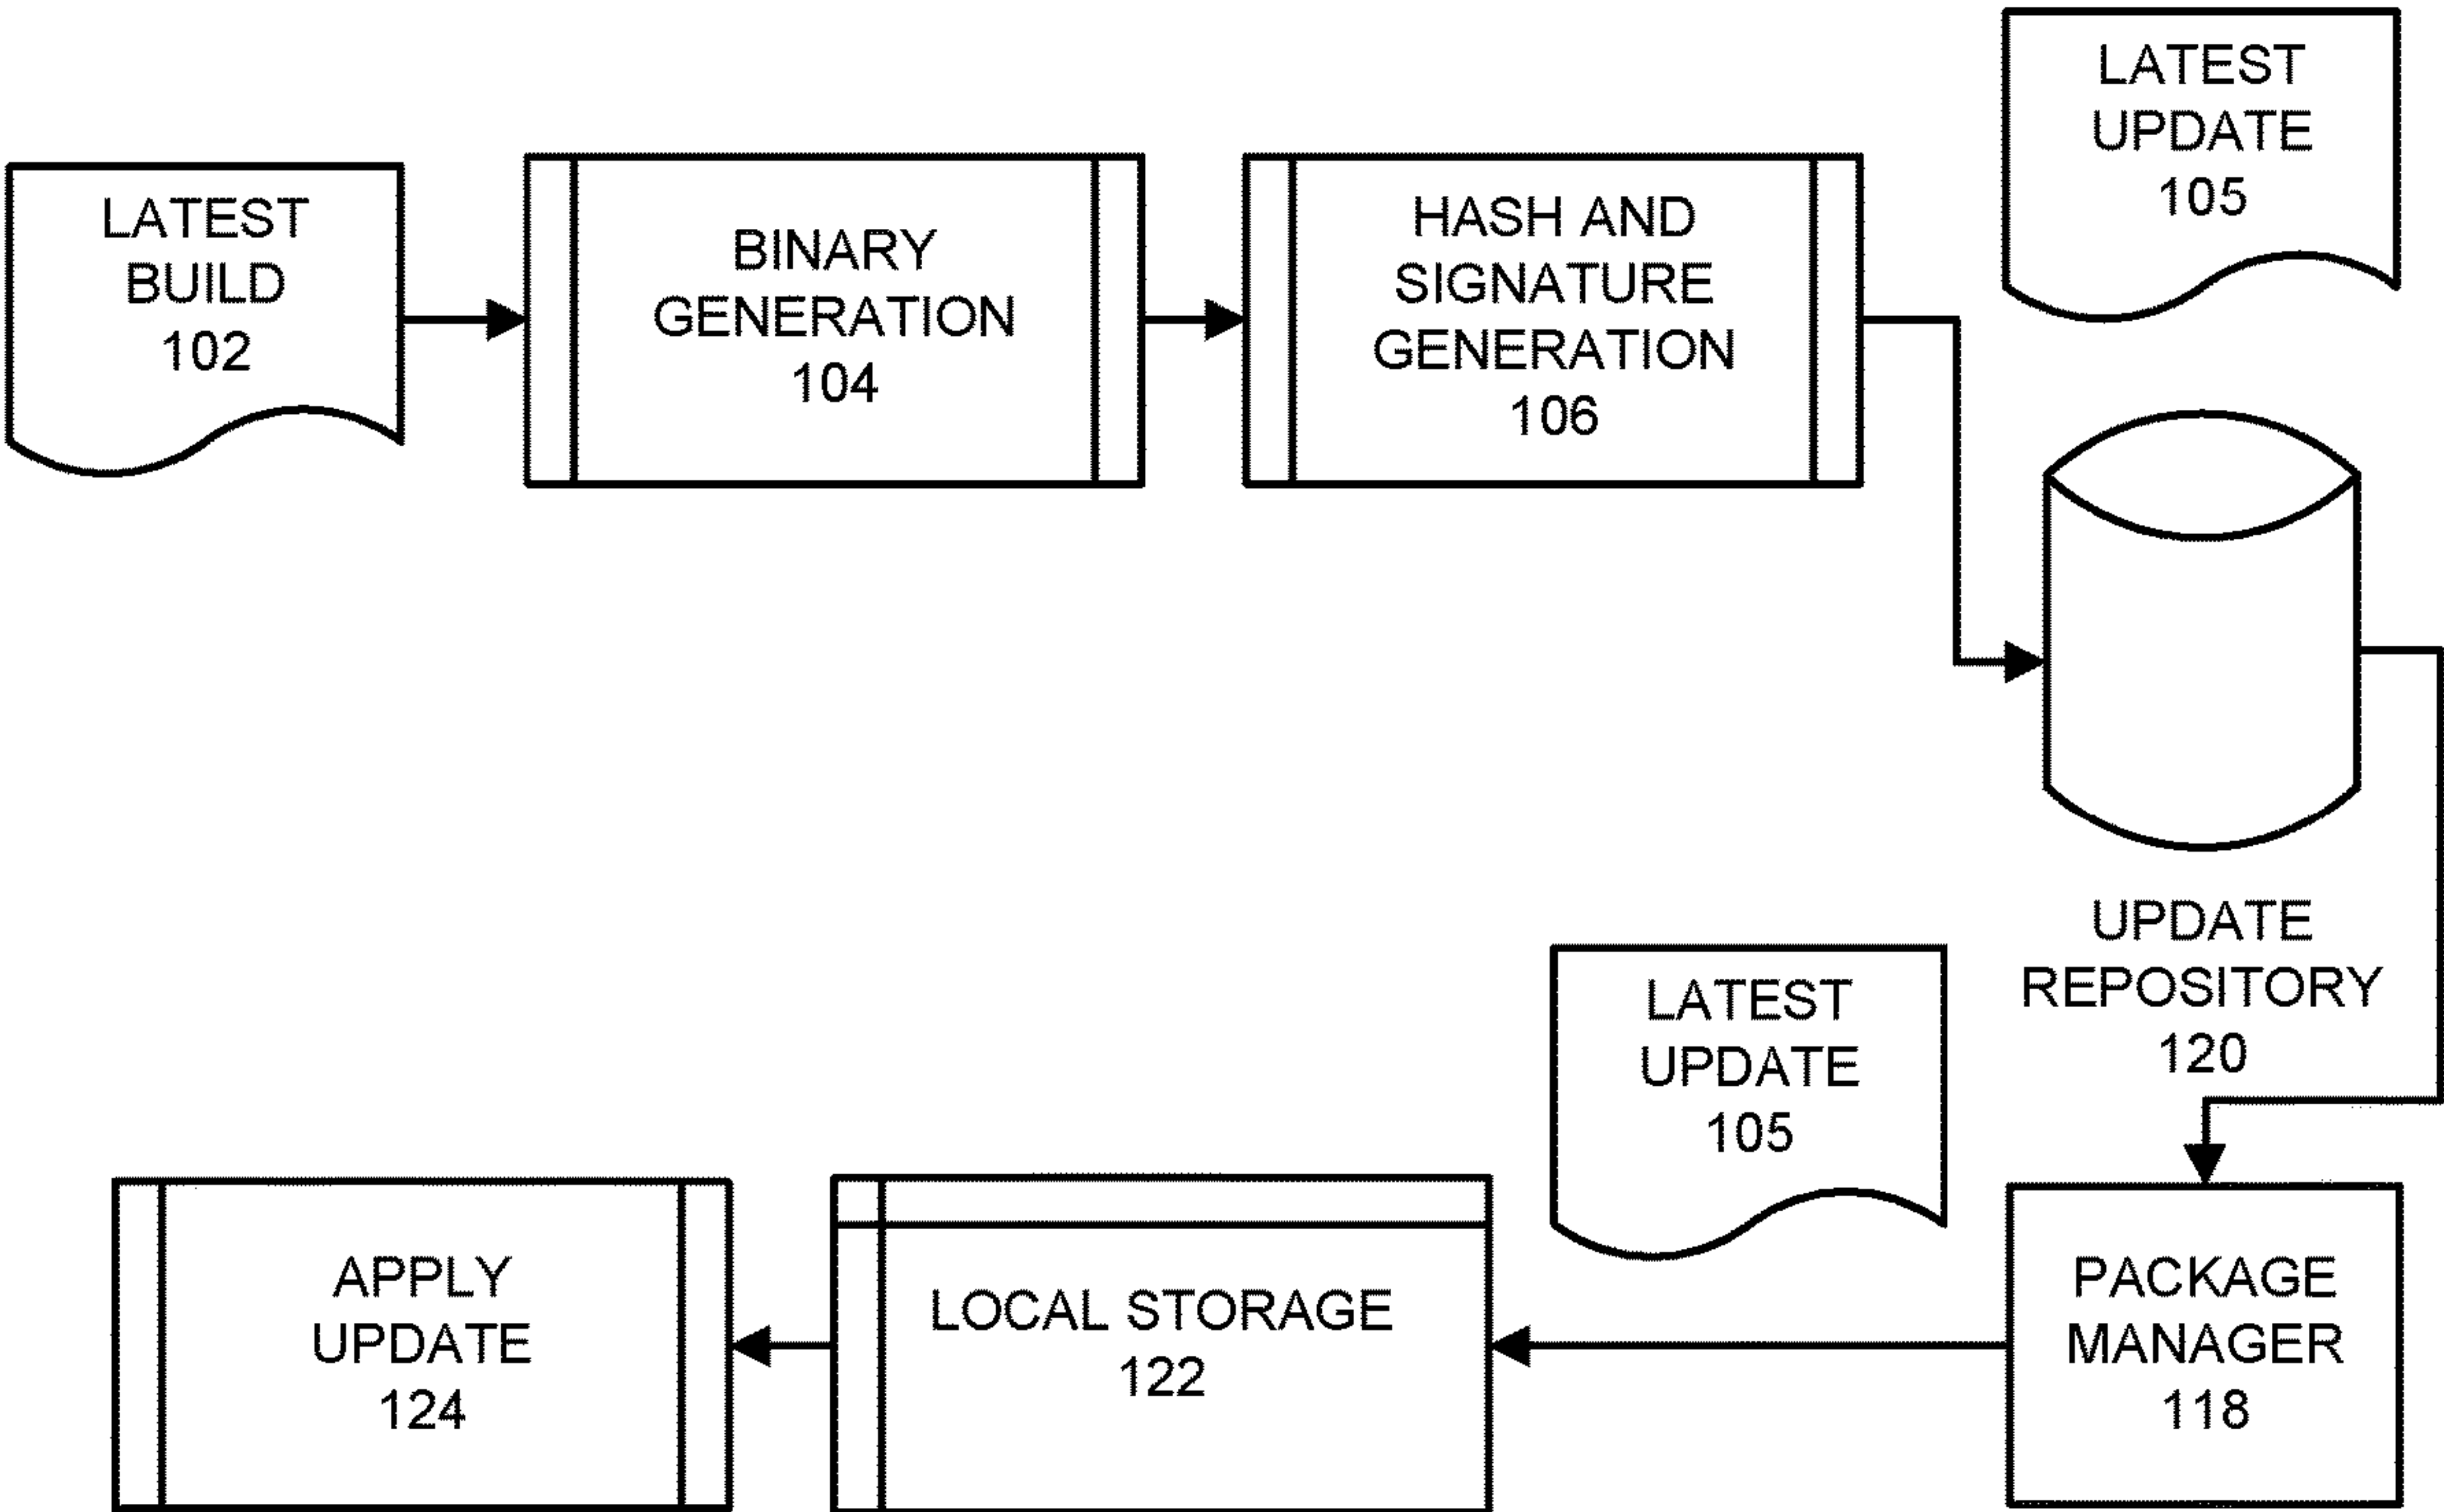 LATEST
BUILD
102
BINARY
GENERATION
104
HASH AND
SIGNATURE
GENERATION
106
LATEST
UPDATE
105
UPDATE
REPOSITORY
120
LATEST
UPDATE
105
PACKAGE
MANAGER
118
LOCAL STORAGE
122
APPLY
UPDATE
124